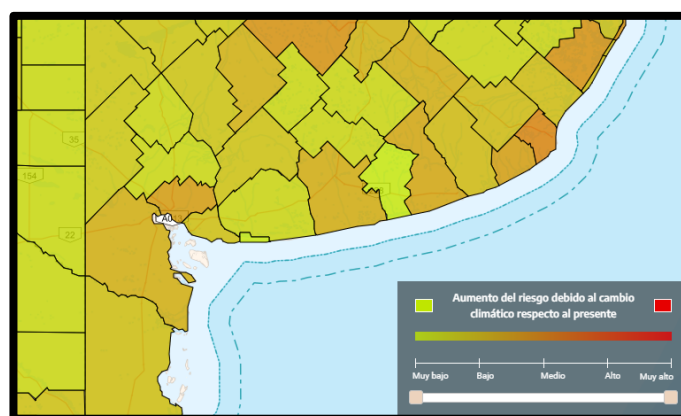 35
154
22
Aumento del riesgo debido al cambio
climático respecto al presente
Muy bajo Bajo Medio Alto Muy alto